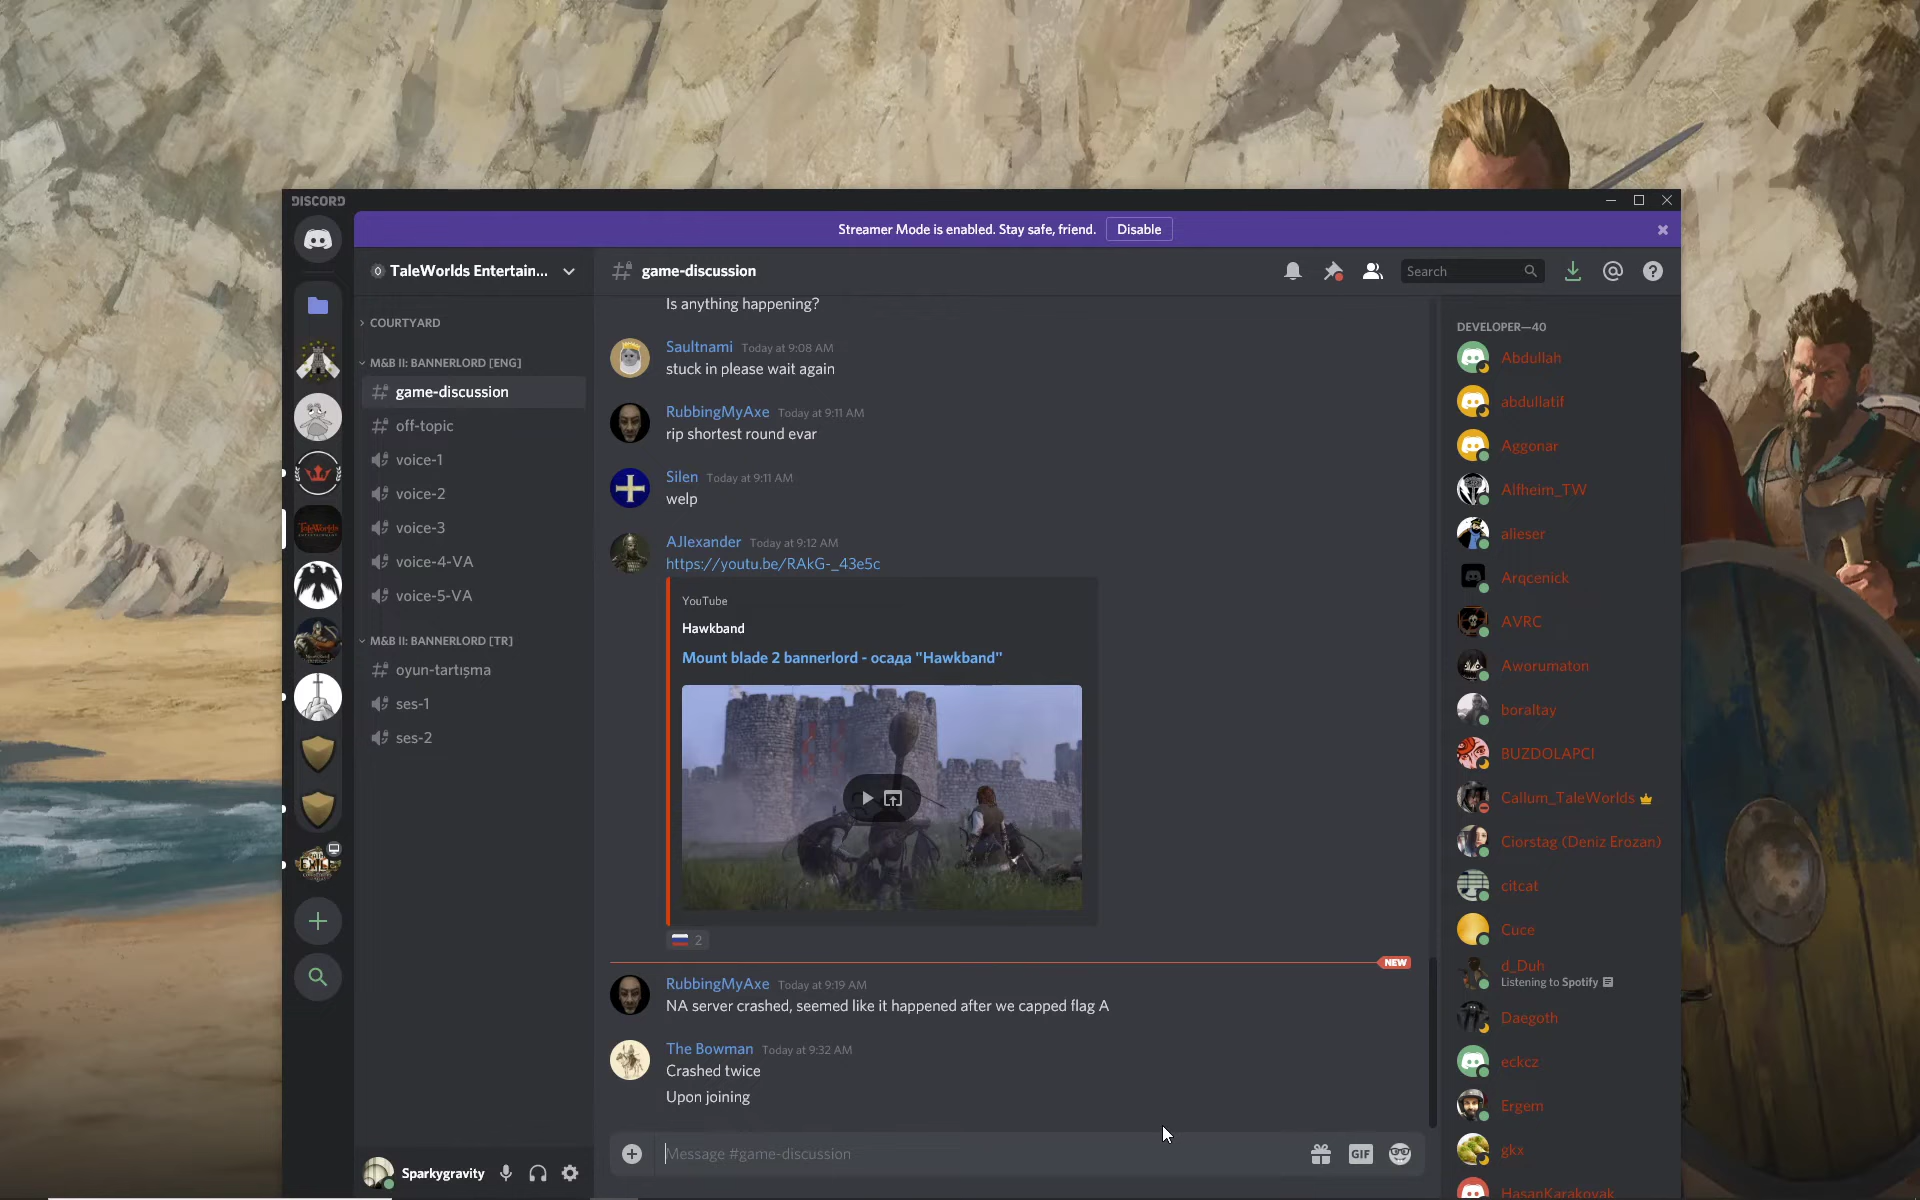 DISCORD
Streamer Mode is enabled. Stay safe, friend.
Disable
TaleWorlds Entertain...
game-discussion
Search
COURTYARD
M&B II: BANNERLORD [ENG]
game-discussion
off-topic
voice-1
voice-2
voice-3
voice-4-VA
voice-5-VA
M&B II: BANNERLORD [TR]
oyun-tartışma
ses-1
ses-2
Sparkygravity
Is anything happening?
Saultnami Today at 9:08 AM
stuck in please wait again
RubbingMyAxe Today at 9:11 AM
rip shortest round evar
Silen Today at 9:11 AM
welp
AJlexander Today at 9:12 AM
https://youtu.be/RAkG-_43e5c
YouTube
Hawkband
Mount blade 2 bannerlord - осада "Hawkband"
2
NEW
RubbingMyAxe Today at 9:19 AM
NA server crashed, seemed like it happened after we capped flag A
The Bowman Today at 9:32 AM
Crashed twice
Upon joining
Message #game-discussion
GIF
DEVELOPER—40
Abdullah
abdullatif
Aggonar
Alfheim_TW
alieser
Arqcenick
AVRC
Aworumaton
boraltay
BUZDOLAPCI
Callum_TaleWorlds
Ciorstag (Deniz Erozan)
citcat
Cuce
d_Duh
Listening to Spotify
Daegoth
eckcz
Ergem
gkx
HasanKarakoyak